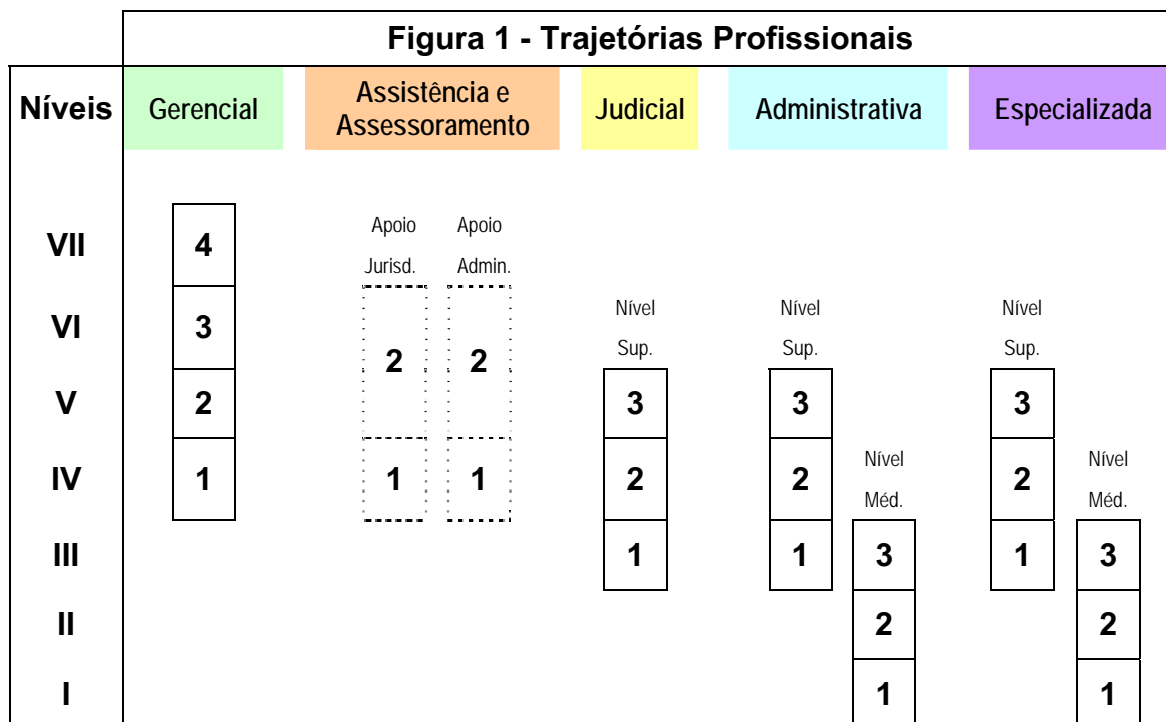 Figura 1 - Trajetórias Profissionais
Níveis Gerencial Assistência e Assessoramento Judicial Administrativa Especializada
Apoio Apoio
VII 4 Jurisd. Admin.
Nível Nível Nível
VI 3 Sup. Sup. Sup.
2 2
V 2 3 3 3
Nível Nível
IV 1 1 1 2 2 Méd. 2 Méd.
III 1 1 3 1 3
II 2 2
I 1 1